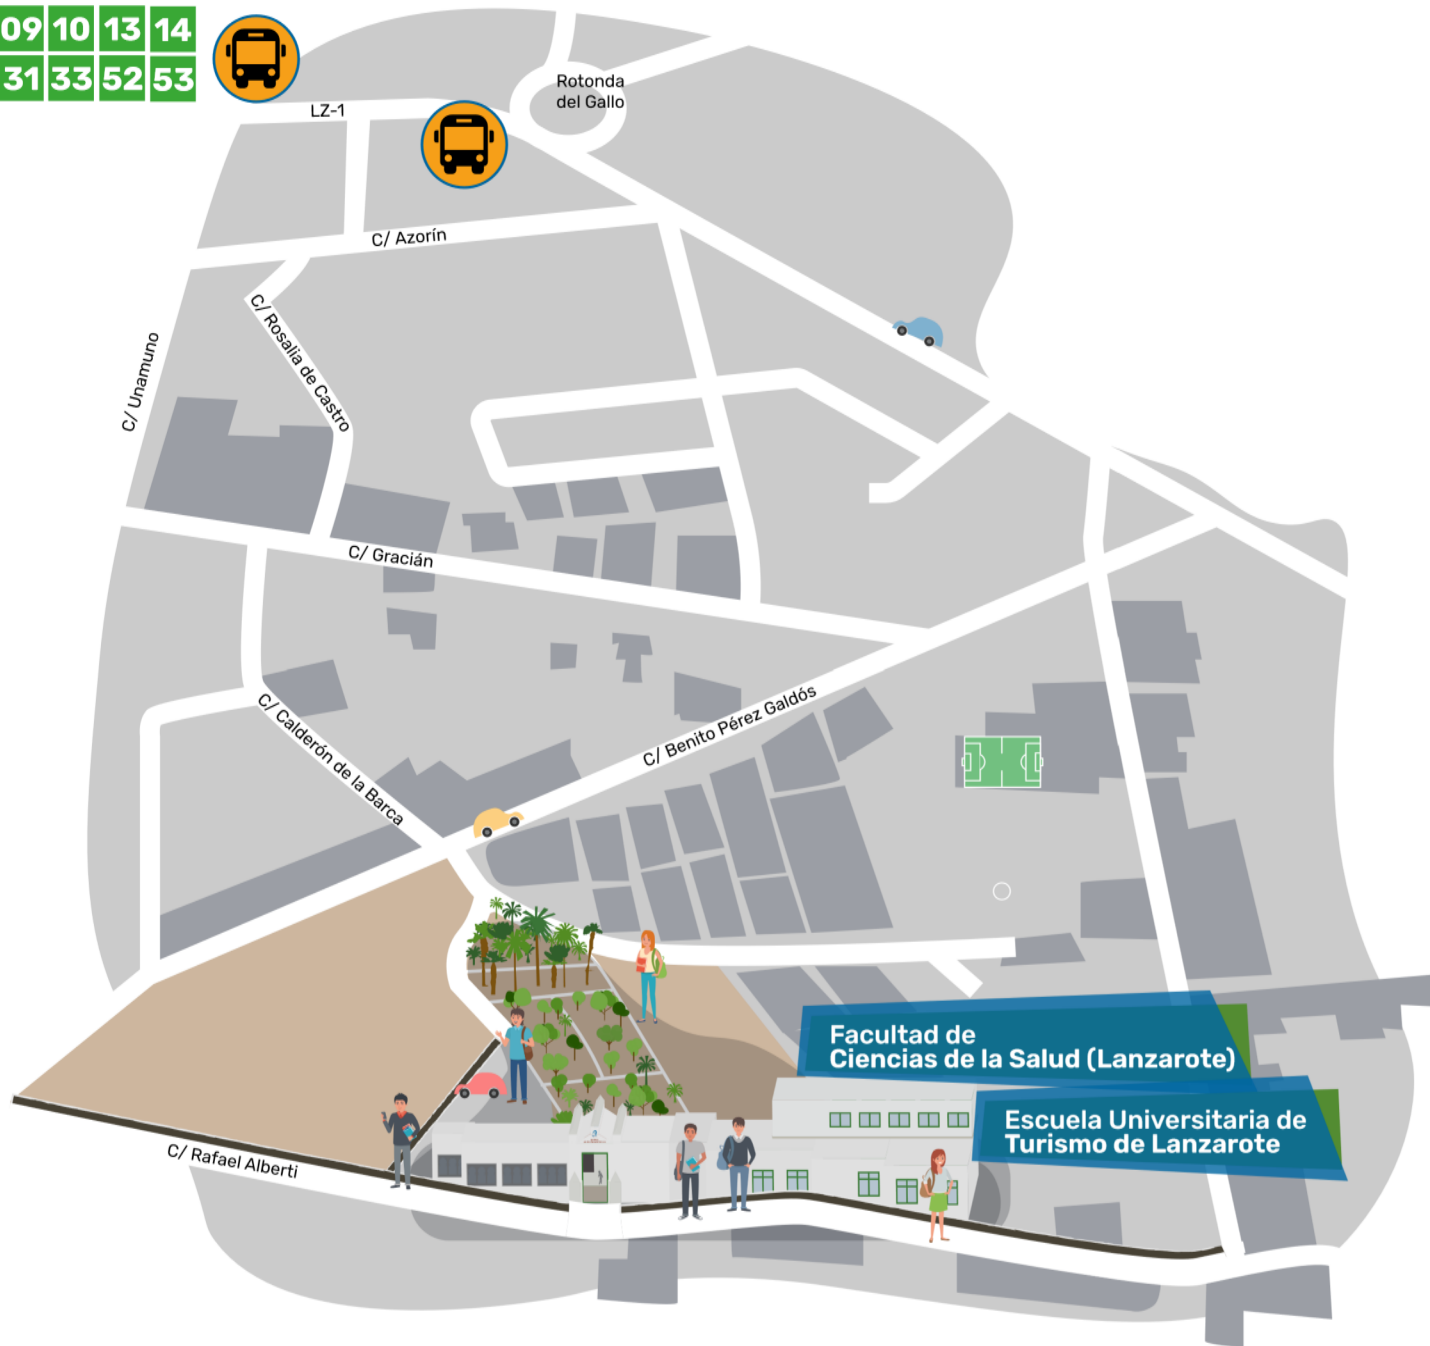 09 10 13 14
31 33 52 53
Rotonda
del Gallo
LZ-1
C/ Azorín
C/ Rosalia de Castro
C/ Unamuno
C/ Gracián
C/ Benito Pérez Galdós
C/ Calderón de la Barca
Facultad de
Ciencias de la Salud (Lanzarote)
Escuela Universitaria de
Turismo de Lanzarote
C/ Rafael Alberti